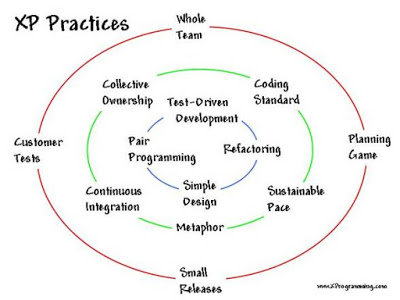 XP Practices
Whole
Team
Collective
Ownership
Coding
Standard
Test-Driven
Development
Customer
Tests
Pair
Programming
Refactoring
Planning
Game
Continuous
Integration
Simple
Design
Sustainable
Pace
Metaphor
Small
Releases
www.XProgramming.com